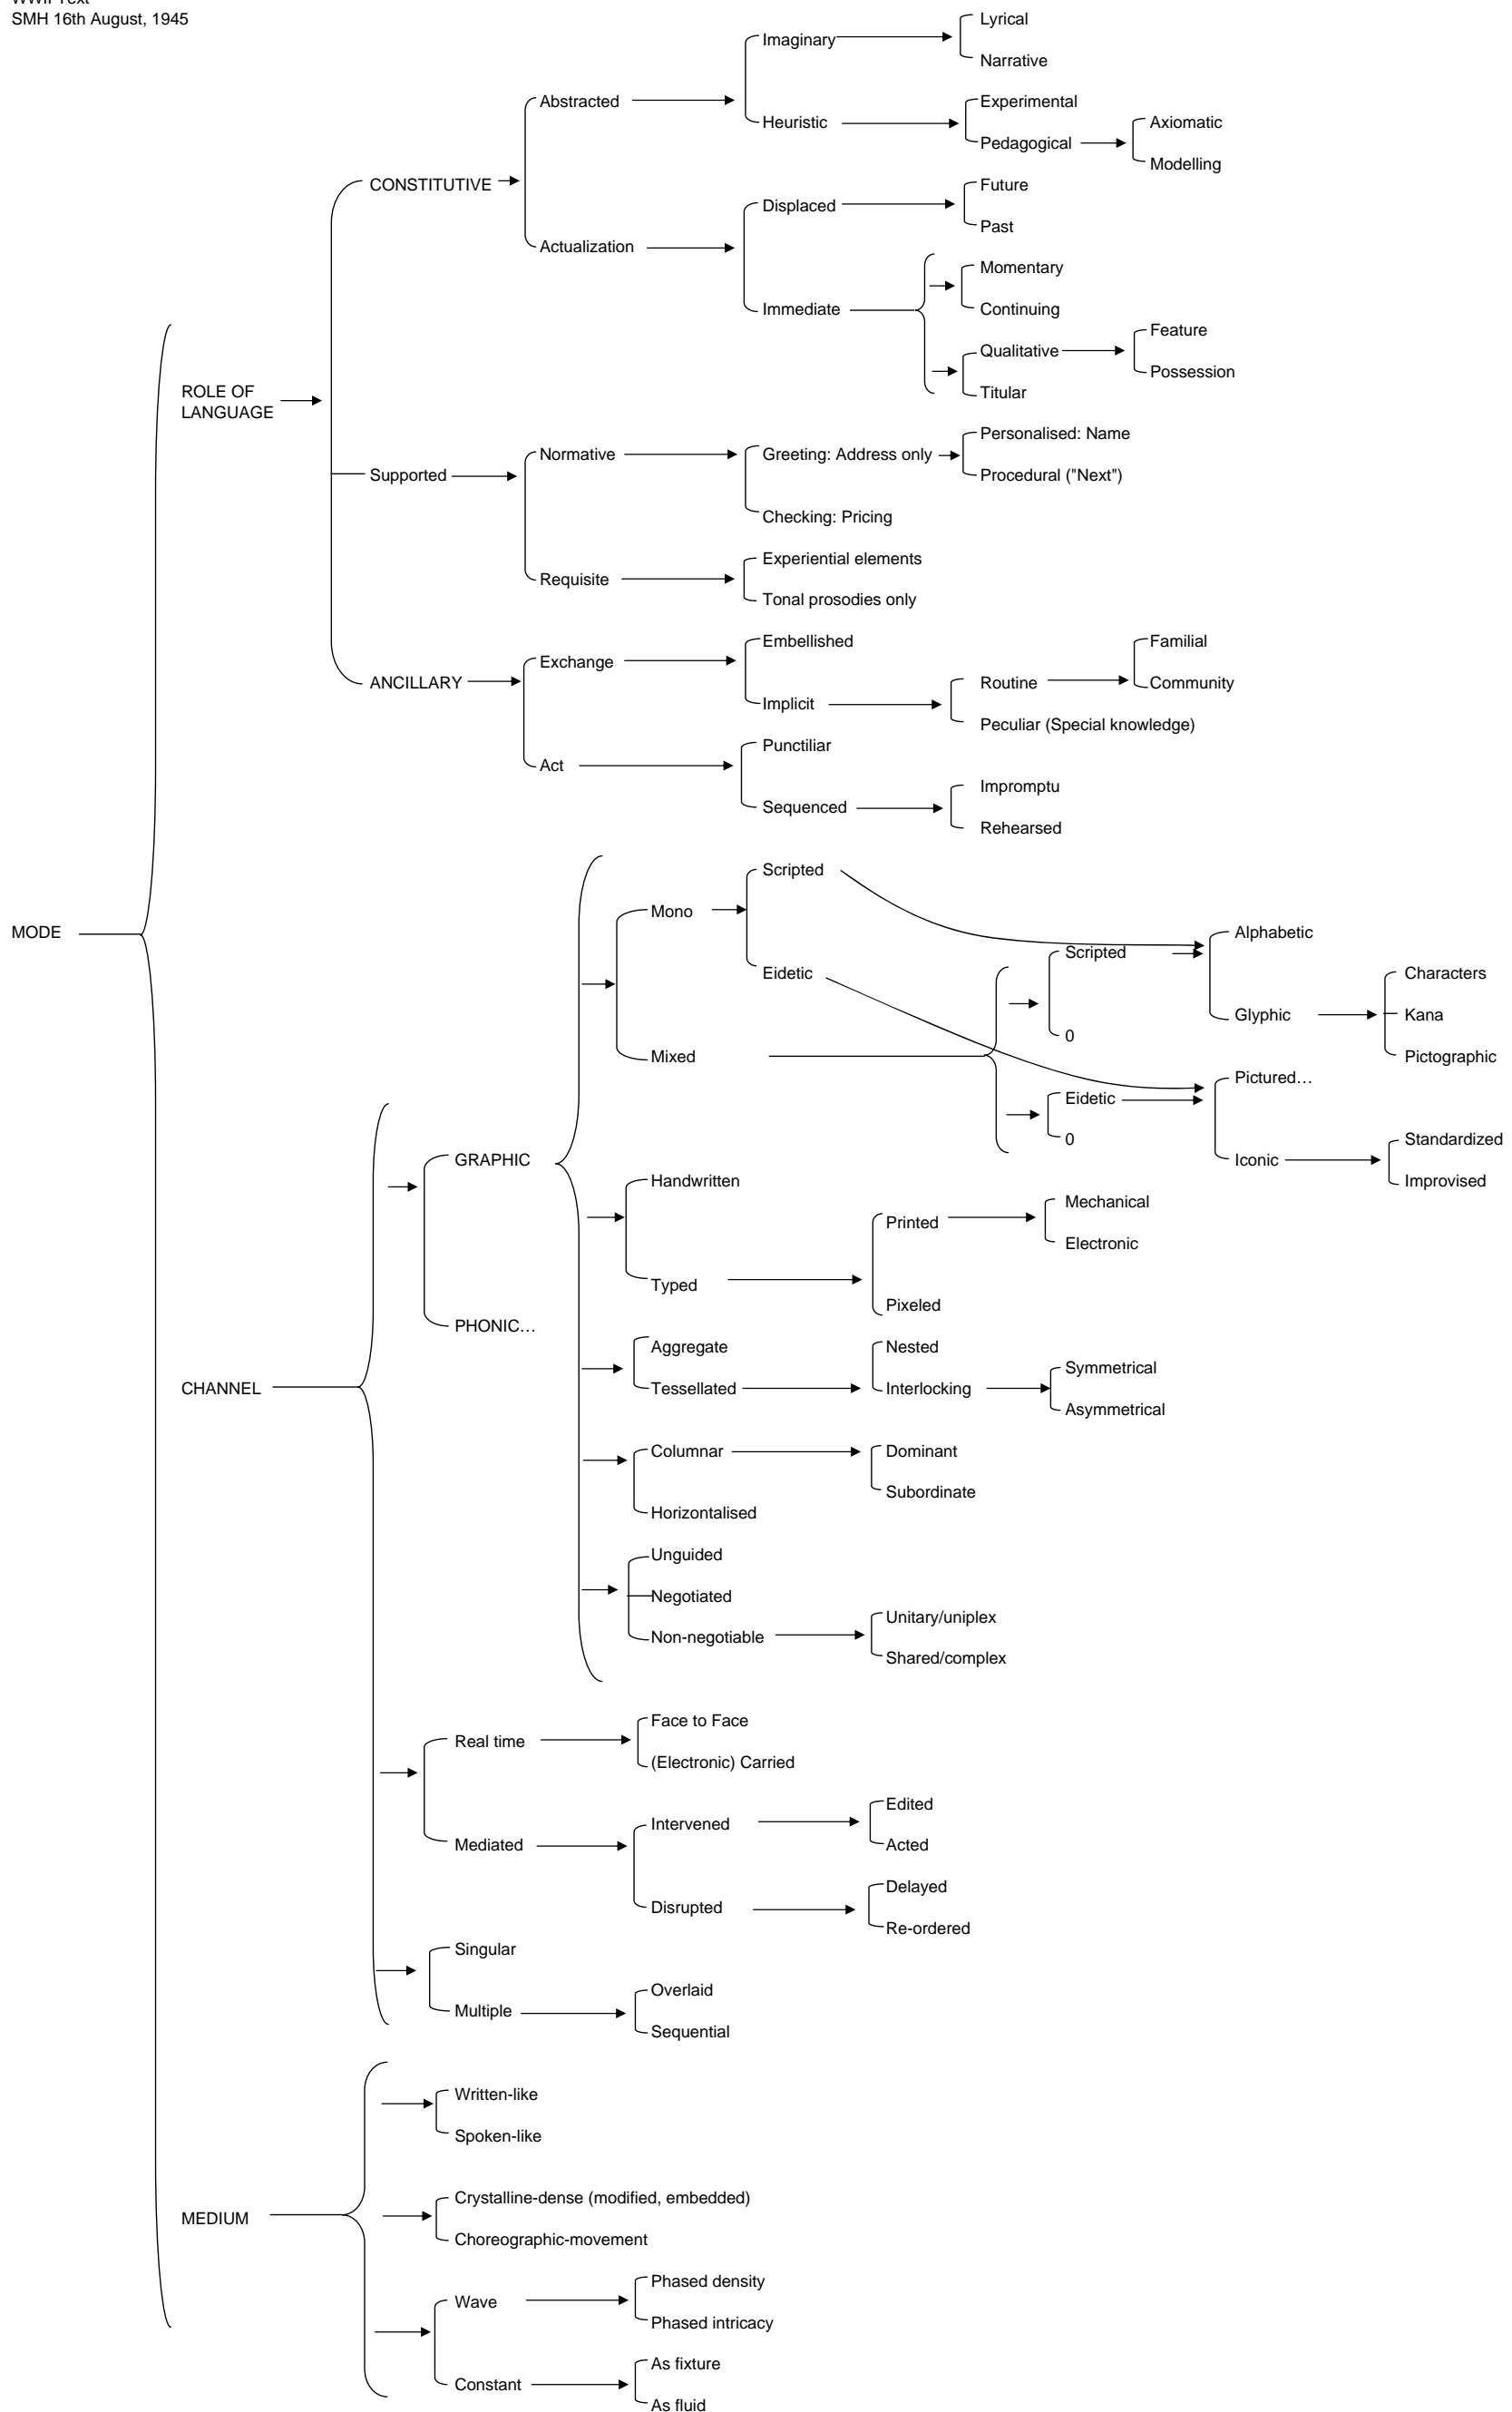 WWII Text
SMH 16th August, 1945
Lyrical
Imaginary
Narrative
Abstracted
Experimental
Heuristic
Axiomatic
Pedagogical
Modelling
CONSTITUTIVE
Future
Displaced
Past
Actualization
Momentary
Immediate
Continuing
Feature
Qualitative
Possession
Titular
ROLE OF
LANGUAGE
Personalised: Name
Normative
Greeting: Address only
Supported
Procedural ("Next")
Checking: Pricing
Experiential elements
Requisite
Tonal prosodies only
Embellished
Familial
Exchange
ANCILLARY
Routine
Community
Implicit
Peculiar (Special knowledge)
Punctiliar
Act
Impromptu
Sequenced
Rehearsed
Scripted
Mono
MODE
Alphabetic
Scripted
Eidetic
Characters
Glyphic
Kana
0
Mixed
Pictographic
Pictured…
Eidetic
0
Standardized
GRAPHIC
Iconic
Handwritten
Improvised
Mechanical
Printed
Electronic
Typed
Pixeled
PHONIC…
Aggregate
Nested
Symmetrical
CHANNEL
Tessellated
Interlocking
Asymmetrical
Columnar
Dominant
Subordinate
Horizontalised
Unguided
Negotiated
Unitary/uniplex
Non-negotiable
Shared/complex
Face to Face
Real time
(Electronic) Carried
Edited
Intervened
Mediated
Acted
Delayed
Disrupted
Re-ordered
Singular
Overlaid
Multiple
Sequential
Written-like
Spoken-like
Crystalline-dense (modified, embedded)
MEDIUM
Choreographic-movement
Phased density
Wave
Phased intricacy
As fixture
Constant
As fluid